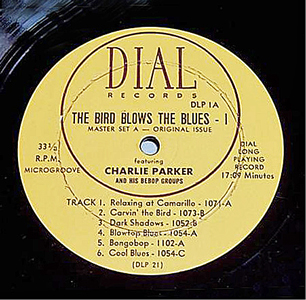 DIAL
RECORDS
DLP 1A
THE BIRD BLOWS THE BLUES - I
MASTER SET A — ORIGINAL ISSUE
33⅓
R.P.M.
MICROGROOVE
featuring
CHARLIE PARKER
AND HIS BEBOP GROUPS
DIAL
LONG
PLAYING
RECORD
17:09 Minutes
TRACK 1. Relaxing at Camarillo - 1071-A
2. Carvin' the Bird - 1073-B
3. Dark Shadows - 1052-B
4. Blowtop Blues - 1054-A
5. Bongobop - 1102-A
6. Cool Blues - 1054-C
(DLP 21)